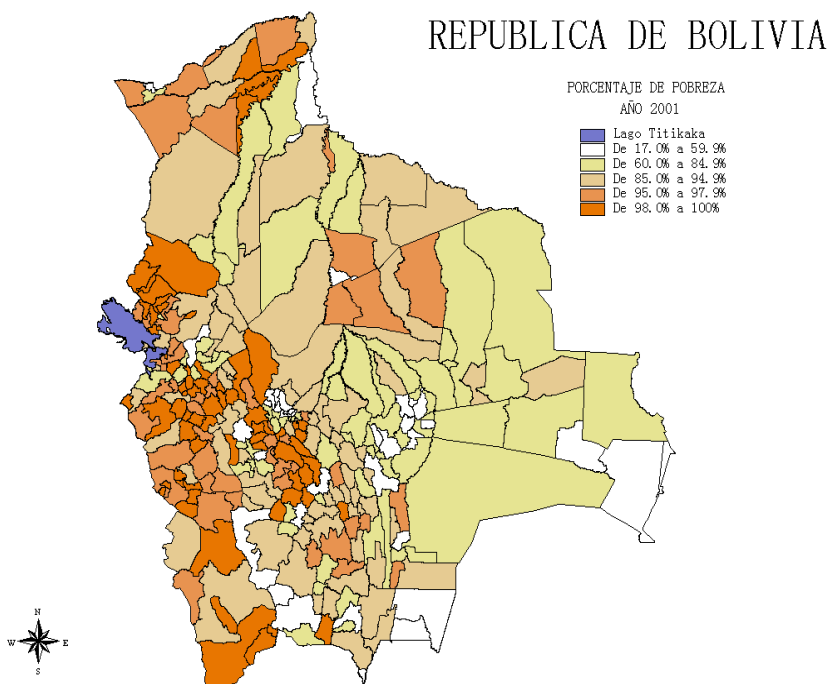 REPUBLICA DE BOLIVIA
PORCENTAJE DE POBREZA
AÑO 2001
Lago Titikaka
De 17.0% a 59.9%
De 60.0% a 84.9%
De 85.0% a 94.9%
De 95.0% a 97.9%
De 98.0% a 100%
N
W E
S